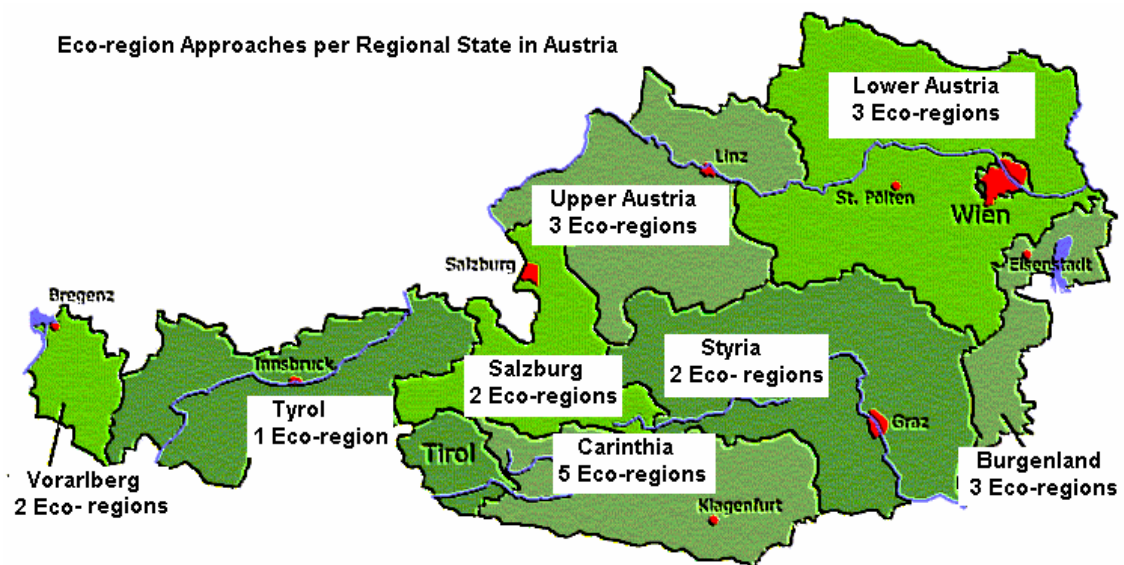 Eco-region Approaches per Regional State in Austria
Lower Austria
3 Eco-regions
Linz
St. Pölten
Wien
Upper Austria
3 Eco-regions
Salzburg
Eisenstadt
Bregenz
Innsbruck
Styria
2 Eco- regions
Salzburg
2 Eco-regions
Tyrol
1 Eco-region
Graz
Tirol
Carinthia
5 Eco-regions
Burgenland
3 Eco-regions
Vorarlberg
2 Eco- regions
Klagenfurt